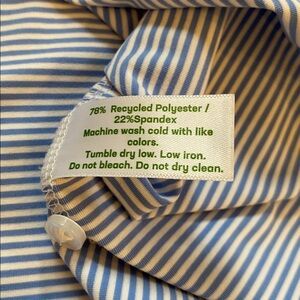 78% Recycled Polyester /
22%Spandex
Machine wash cold with like
colors.
Tumble dry low. Low iron.
Do not bleach. Do not dry clean.